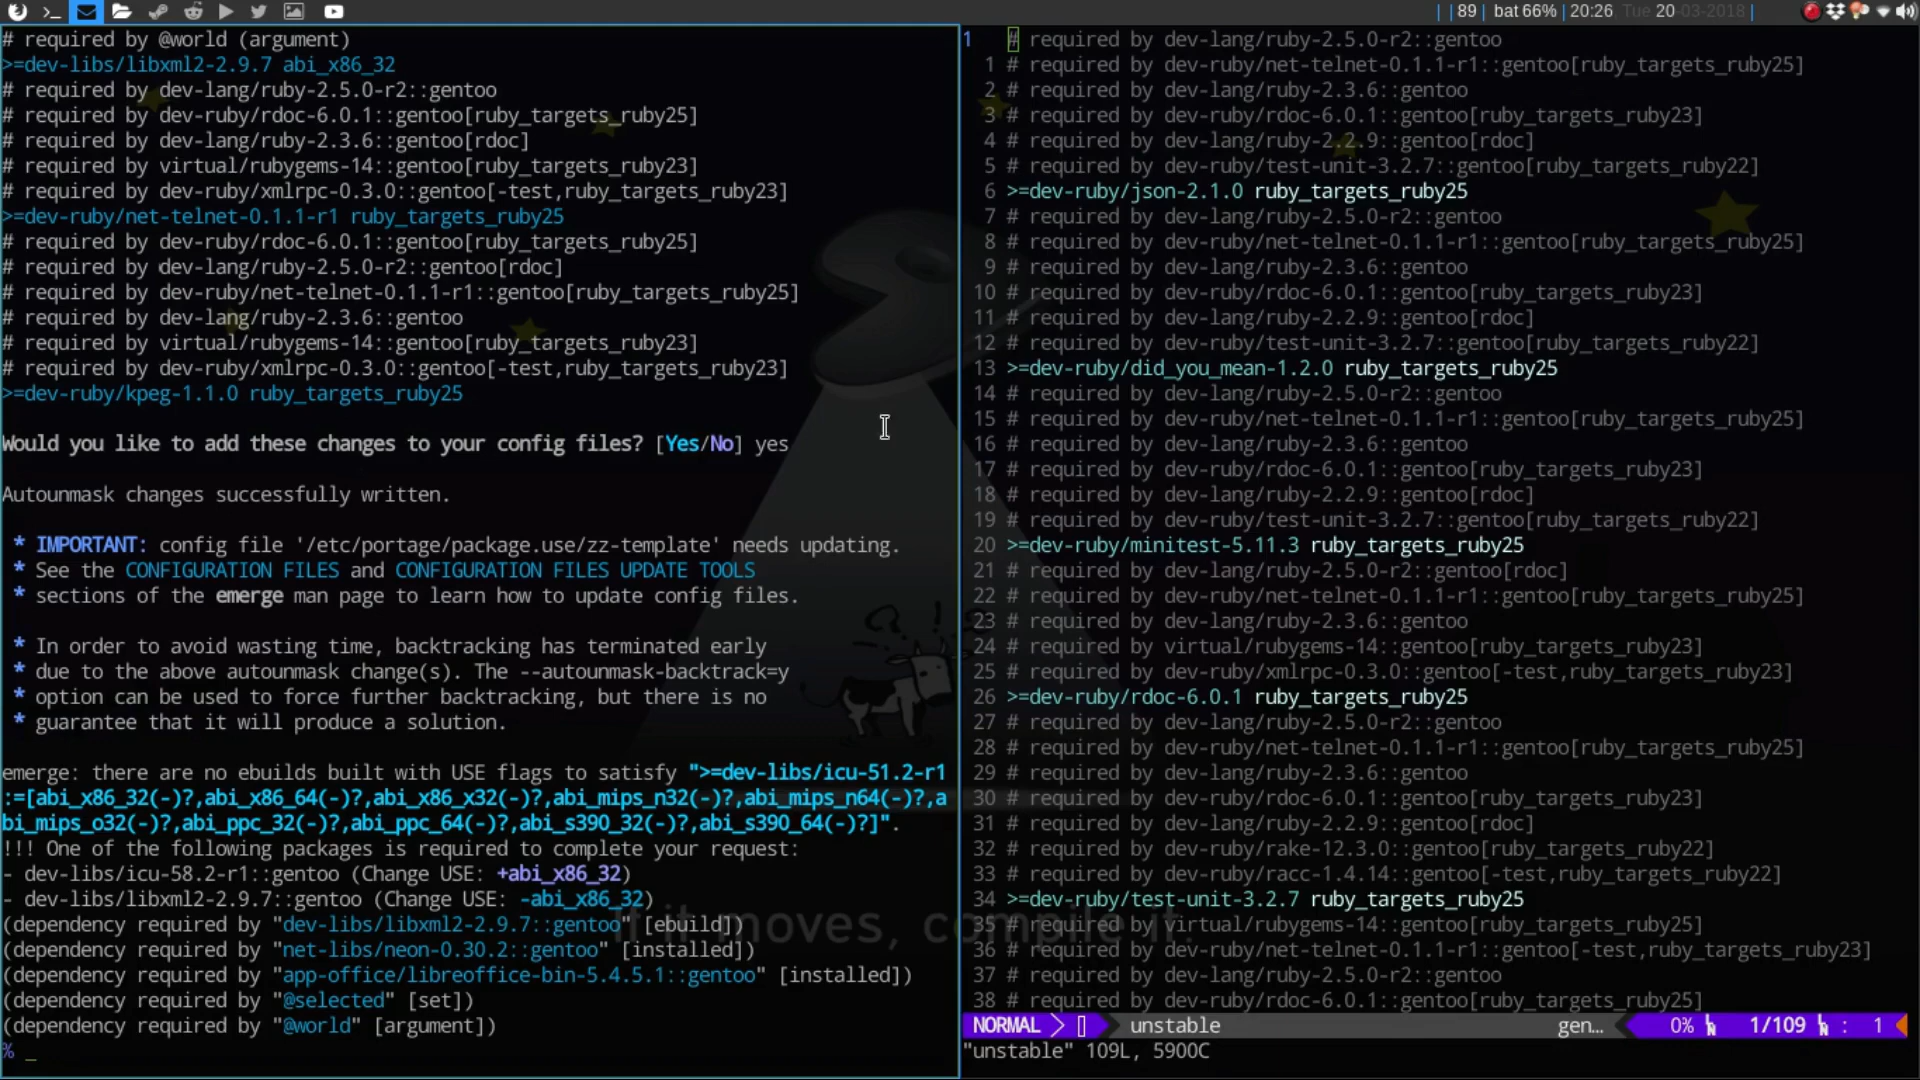 89 | bat 66% | 20:26 Tue 20-03-2018
# required by @world (argument)
>=dev-libs/libxml2-2.9.7 abi_x86_32
# required by dev-lang/ruby-2.5.0-r2::gentoo
# required by dev-ruby/rdoc-6.0.1::gentoo[ruby_targets_ruby25]
# required by dev-lang/ruby-2.3.6::gentoo[rdoc]
# required by virtual/rubygems-14::gentoo[ruby_targets_ruby23]
# required by dev-ruby/xmlrpc-0.3.0::gentoo[-test,ruby_targets_ruby23]
>=dev-ruby/net-telnet-0.1.1-r1 ruby_targets_ruby25
# required by dev-ruby/rdoc-6.0.1::gentoo[ruby_targets_ruby25]
# required by dev-lang/ruby-2.5.0-r2::gentoo[rdoc]
# required by dev-ruby/net-telnet-0.1.1-r1::gentoo[ruby_targets_ruby25]
# required by dev-lang/ruby-2.3.6::gentoo
# required by virtual/rubygems-14::gentoo[ruby_targets_ruby23]
# required by dev-ruby/xmlrpc-0.3.0::gentoo[-test,ruby_targets_ruby23]
>=dev-ruby/kpeg-1.1.0 ruby_targets_ruby25
Would you like to add these changes to your config files? [Yes/No] yes
Autounmask changes successfully written.
* IMPORTANT: config file '/etc/portage/package.use/zz-template' needs updating.
* See the CONFIGURATION FILES and CONFIGURATION FILES UPDATE TOOLS
* sections of the emerge man page to learn how to update config files.
* In order to avoid wasting time, backtracking has terminated early
* due to the above autounmask change(s). The --autounmask-backtrack=y
* option can be used to force further backtracking, but there is no
* guarantee that it will produce a solution.
emerge: there are no ebuilds built with USE flags to satisfy ">=dev-libs/icu-51.2-r1
:=[abi_x86_32(-)?,abi_x86_64(-)?,abi_x86_x32(-)?,abi_mips_n32(-)?,abi_mips_n64(-)?,a
bi_mips_o32(-)?,abi_ppc_32(-)?,abi_ppc_64(-)?,abi_s390_32(-)?,abi_s390_64(-)?]".
!!! One of the following packages is required to complete your request:
- dev-libs/icu-58.2-r1::gentoo (Change USE: +abi_x86_32)
- dev-libs/libxml2-2.9.7::gentoo (Change USE: -abi_x86_32)
(dependency required by "dev-libs/libxml2-2.9.7::gentoo" [ebuild])
(dependency required by "net-libs/neon-0.30.2::gentoo" [installed])
(dependency required by "app-office/libreoffice-bin-5.4.5.1::gentoo" [installed])
(dependency required by "@selected" [set])
(dependency required by "@world" [argument])
% _
1 # required by dev-lang/ruby-2.5.0-r2::gentoo
1 # required by dev-ruby/net-telnet-0.1.1-r1::gentoo[ruby_targets_ruby25]
2 # required by dev-lang/ruby-2.3.6::gentoo
3 # required by dev-ruby/rdoc-6.0.1::gentoo[ruby_targets_ruby23]
4 # required by dev-lang/ruby-2.2.9::gentoo[rdoc]
5 # required by dev-ruby/test-unit-3.2.7::gentoo[ruby_targets_ruby22]
6 >=dev-ruby/json-2.1.0 ruby_targets_ruby25
7 # required by dev-lang/ruby-2.5.0-r2::gentoo
8 # required by dev-ruby/net-telnet-0.1.1-r1::gentoo[ruby_targets_ruby25]
9 # required by dev-lang/ruby-2.3.6::gentoo
10 # required by dev-ruby/rdoc-6.0.1::gentoo[ruby_targets_ruby23]
11 # required by dev-lang/ruby-2.2.9::gentoo[rdoc]
12 # required by dev-ruby/test-unit-3.2.7::gentoo[ruby_targets_ruby22]
13 >=dev-ruby/did_you_mean-1.2.0 ruby_targets_ruby25
14 # required by dev-lang/ruby-2.5.0-r2::gentoo
15 # required by dev-ruby/net-telnet-0.1.1-r1::gentoo[ruby_targets_ruby25]
16 # required by dev-lang/ruby-2.3.6::gentoo
17 # required by dev-ruby/rdoc-6.0.1::gentoo[ruby_targets_ruby23]
18 # required by dev-lang/ruby-2.2.9::gentoo[rdoc]
19 # required by dev-ruby/test-unit-3.2.7::gentoo[ruby_targets_ruby22]
20 >=dev-ruby/minitest-5.11.3 ruby_targets_ruby25
21 # required by dev-lang/ruby-2.5.0-r2::gentoo[rdoc]
22 # required by dev-ruby/net-telnet-0.1.1-r1::gentoo[ruby_targets_ruby25]
23 # required by dev-lang/ruby-2.3.6::gentoo
24 # required by virtual/rubygems-14::gentoo[ruby_targets_ruby23]
25 # required by dev-ruby/xmlrpc-0.3.0::gentoo[-test,ruby_targets_ruby23]
26 >=dev-ruby/rdoc-6.0.1 ruby_targets_ruby25
27 # required by dev-lang/ruby-2.5.0-r2::gentoo
28 # required by dev-ruby/net-telnet-0.1.1-r1::gentoo[ruby_targets_ruby25]
29 # required by dev-lang/ruby-2.3.6::gentoo
30 # required by dev-ruby/rdoc-6.0.1::gentoo[ruby_targets_ruby23]
31 # required by dev-lang/ruby-2.2.9::gentoo[rdoc]
32 # required by dev-ruby/rake-12.3.0::gentoo[ruby_targets_ruby22]
33 # required by dev-ruby/racc-1.4.14::gentoo[-test,ruby_targets_ruby22]
34 >=dev-ruby/test-unit-3.2.7 ruby_targets_ruby25
35 # required by virtual/rubygems-14::gentoo[ruby_targets_ruby25]
36 # required by dev-ruby/net-telnet-0.1.1-r1::gentoo[-test,ruby_targets_ruby23]
37 # required by dev-lang/ruby-2.5.0-r2::gentoo
38 # required by dev-ruby/rdoc-6.0.1::gentoo[ruby_targets_ruby23]
NORMAL unstable gen... 0% 1/109 : 1
"unstable" 109L, 5900C
If it moves, compile it.